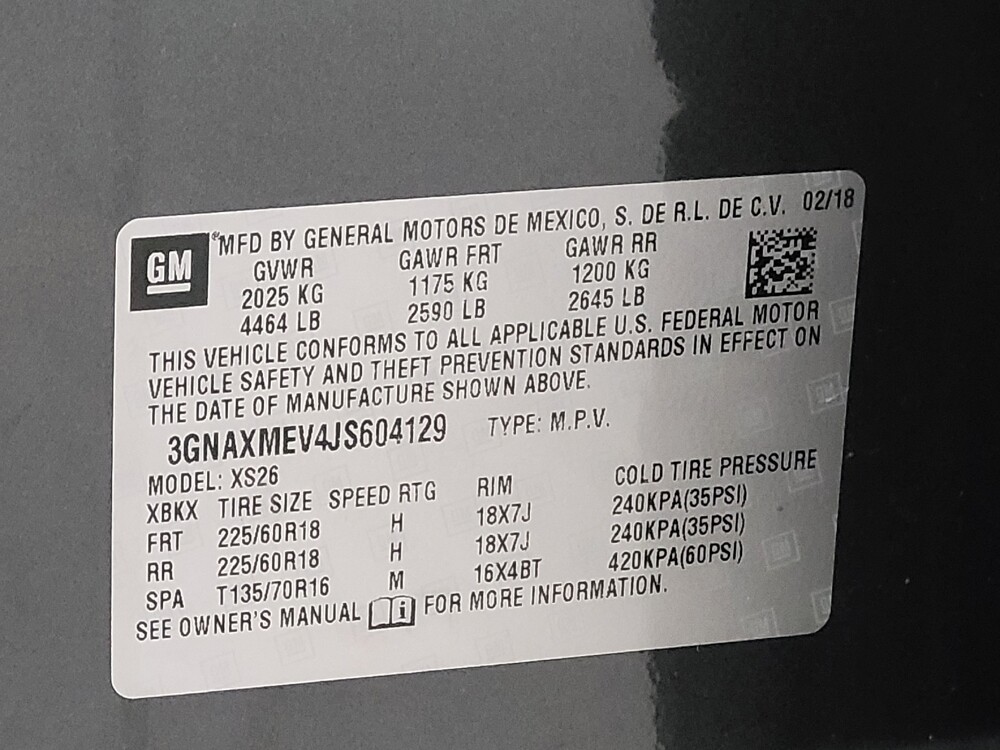 GM
®MFD BY GENERAL MOTORS DE MEXICO, S. DE R.L. DE C.V. 02/18
GVWR GAWR FRT GAWR RR
2025 KG 1175 KG 1200 KG
4464 LB 2590 LB 2645 LB
THIS VEHICLE CONFORMS TO ALL APPLICABLE U.S. FEDERAL MOTOR
VEHICLE SAFETY AND THEFT PREVENTION STANDARDS IN EFFECT ON
THE DATE OF MANUFACTURE SHOWN ABOVE.
3GNAXMEV4JS604129 TYPE: M.P.V.
MODEL: XS26
XBKX TIRE SIZE SPEED RTG RIM COLD TIRE PRESSURE
FRT 225/60R18 H 18X7J 240KPA(35PSI)
RR 225/60R18 H 18X7J 240KPA(35PSI)
SPA T135/70R16 M 16X4BT 420KPA(60PSI)
SEE OWNER'S MANUAL i FOR MORE INFORMATION.